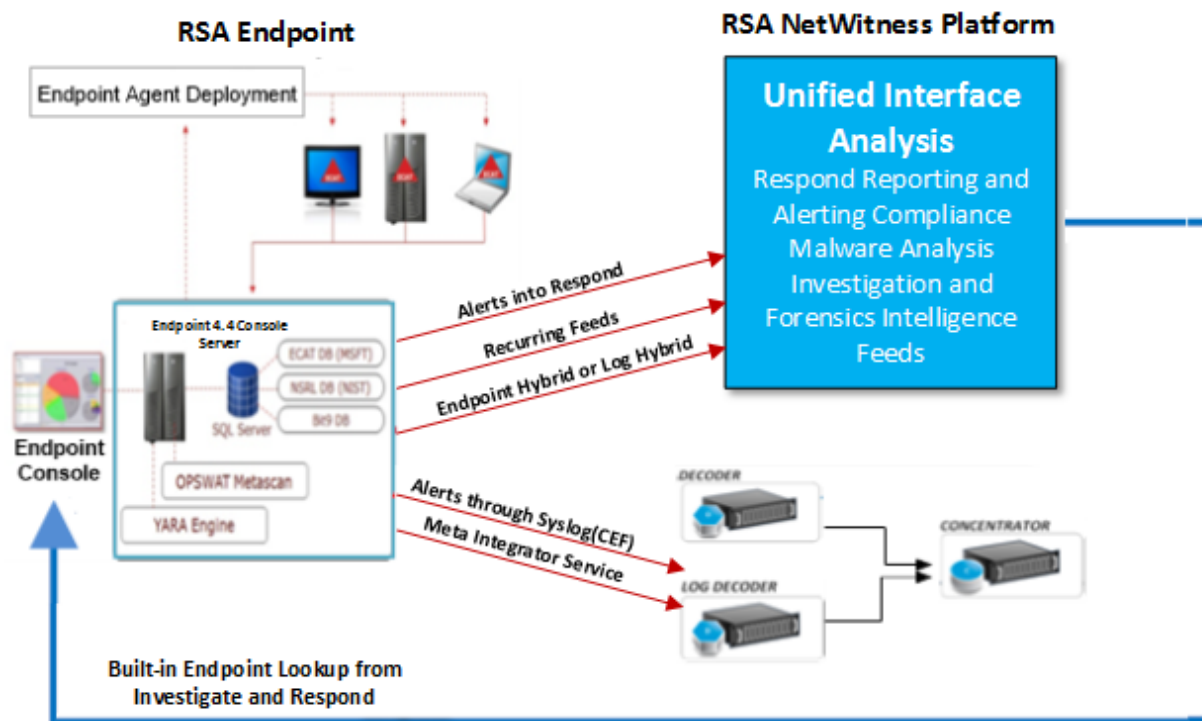 RSA Endpoint
RSA NetWitness Platform
Endpoint Agent Deployment
ECAT
ECAT
ECAT
Unified Interface
Analysis
Respond Reporting and
Alerting Compliance
Malware Analysis
Investigation and
Forensics Intelligence
Feeds
Alerts into Respond
Recurring Feeds
Endpoint Hybrid or Log Hybrid
Endpoint 4.4 Console
Server
ECAT DB (MSFT)
NSRL DB (NIST)
Bit9 DB
SQL Server
OPSWAT Metascan
YARA Engine
Endpoint
Console
Alerts through Syslog(CEF)
Meta Integrator Service
DECODER
CONCENTRATOR
LOG DECODER
Built-in Endpoint Lookup from
Investigate and Respond